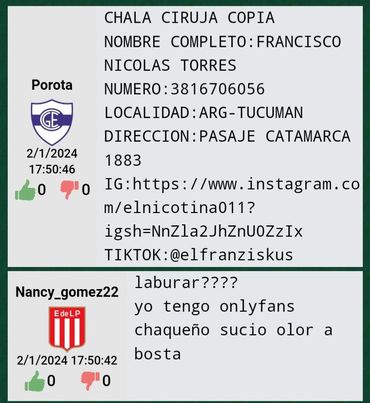 CHALA CIRUJA COPIA
NOMBRE COMPLETO:FRANCISCO
NICOLAS TORRES
NUMERO:3816706056
LOCALIDAD:ARG-TUCUMAN
DIRECCION:PASAJE CATAMARCA
1883
IG:https://www.instagram.co
m/elnicotina011?
igsh=NnZla2JhZnU0ZzIx
TIKTOK:@elfranziskus
Porota
GE
2/1/2024
17:50:46
0 0
laburar????
yo tengo onlyfans
chaqueño sucio olor a
bosta
Nancy_gomez22
EdeLP
2/1/2024 17:50:42
0 0